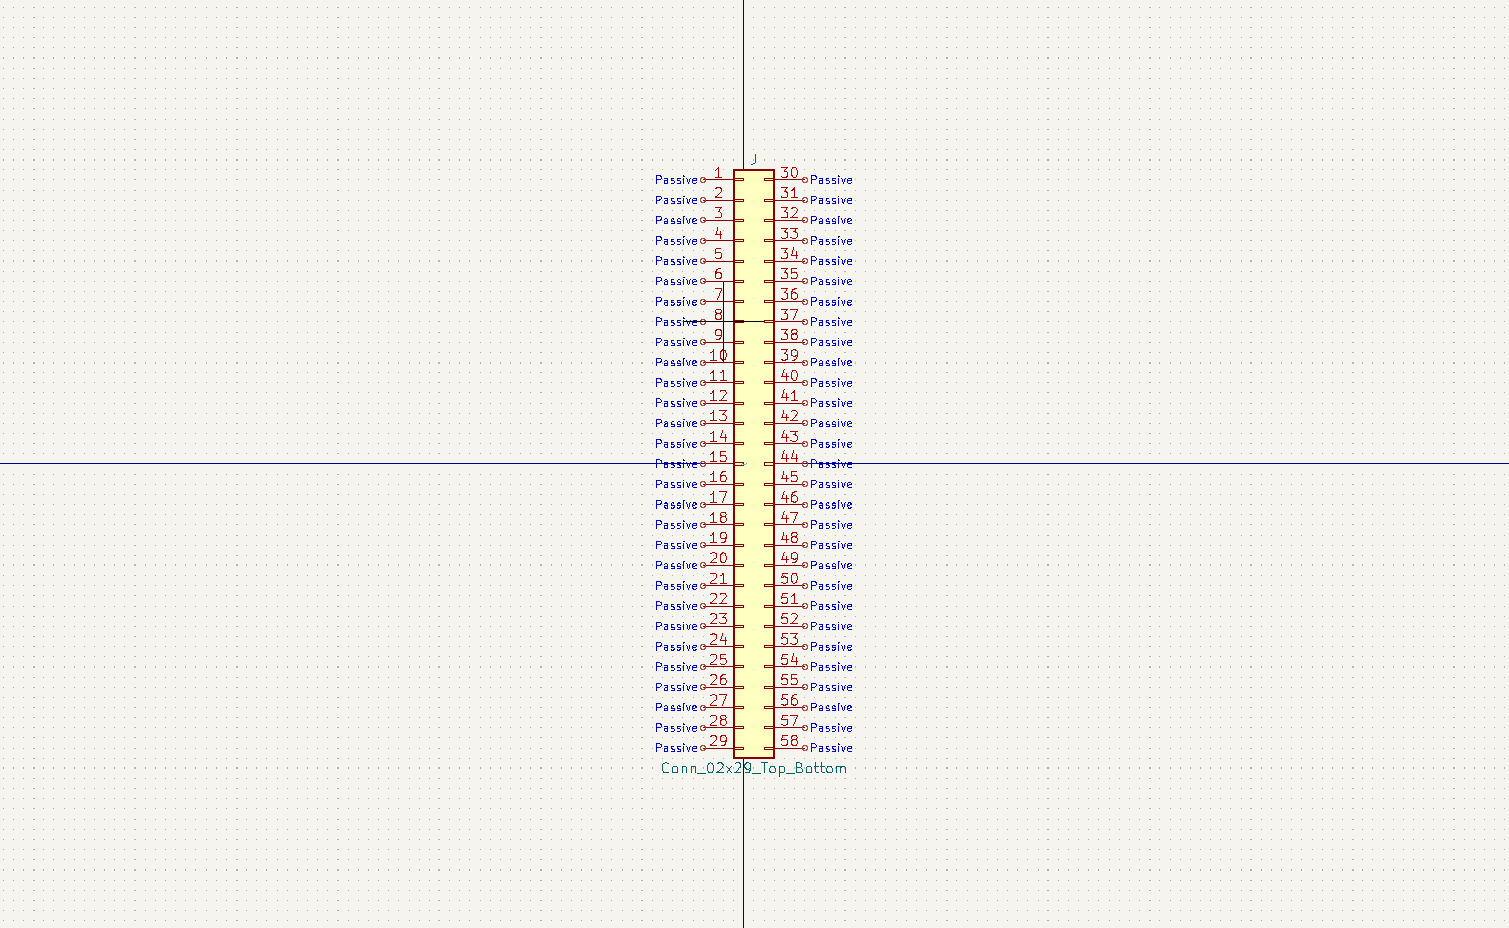 J
Passive 1 30 Passive
Passive 2 31 Passive
Passive 3 32 Passive
Passive 4 33 Passive
Passive 5 34 Passive
Passive 6 35 Passive
Passive 7 36 Passive
Passive 8 37 Passive
Passive 9 38 Passive
Passive 10 39 Passive
Passive 11 40 Passive
Passive 12 41 Passive
Passive 13 42 Passive
Passive 14 43 Passive
Passive 15 44 Passive
Passive 16 45 Passive
Passive 17 46 Passive
Passive 18 47 Passive
Passive 19 48 Passive
Passive 20 49 Passive
Passive 21 50 Passive
Passive 22 51 Passive
Passive 23 52 Passive
Passive 24 53 Passive
Passive 25 54 Passive
Passive 26 55 Passive
Passive 27 56 Passive
Passive 28 57 Passive
Passive 29 58 Passive
Conn_02x29_Top_Bottom